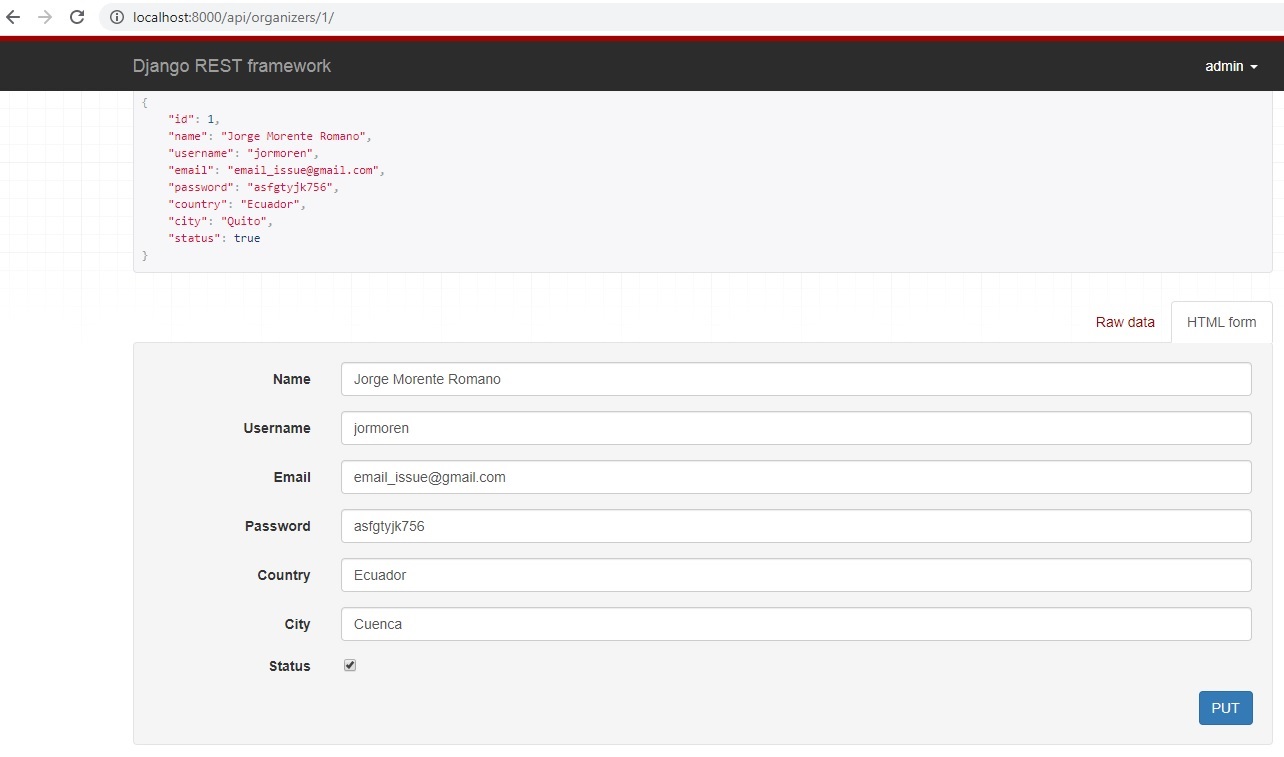 localhost:8000/api/organizers/1/
Django REST framework admin
{
"id": 1,
"name": "Jorge Morente Romano",
"username": "jormoren",
"email": "email_issue@gmail.com",
"password": "asfgtyjk756",
"country": "Ecuador",
"city": "Quito",
"status": true
}
Raw data HTML form
Name Jorge Morente Romano
Username jormoren
Email email_issue@gmail.com
Password asfgtyjk756
Country Ecuador
City Cuenca
Status
PUT